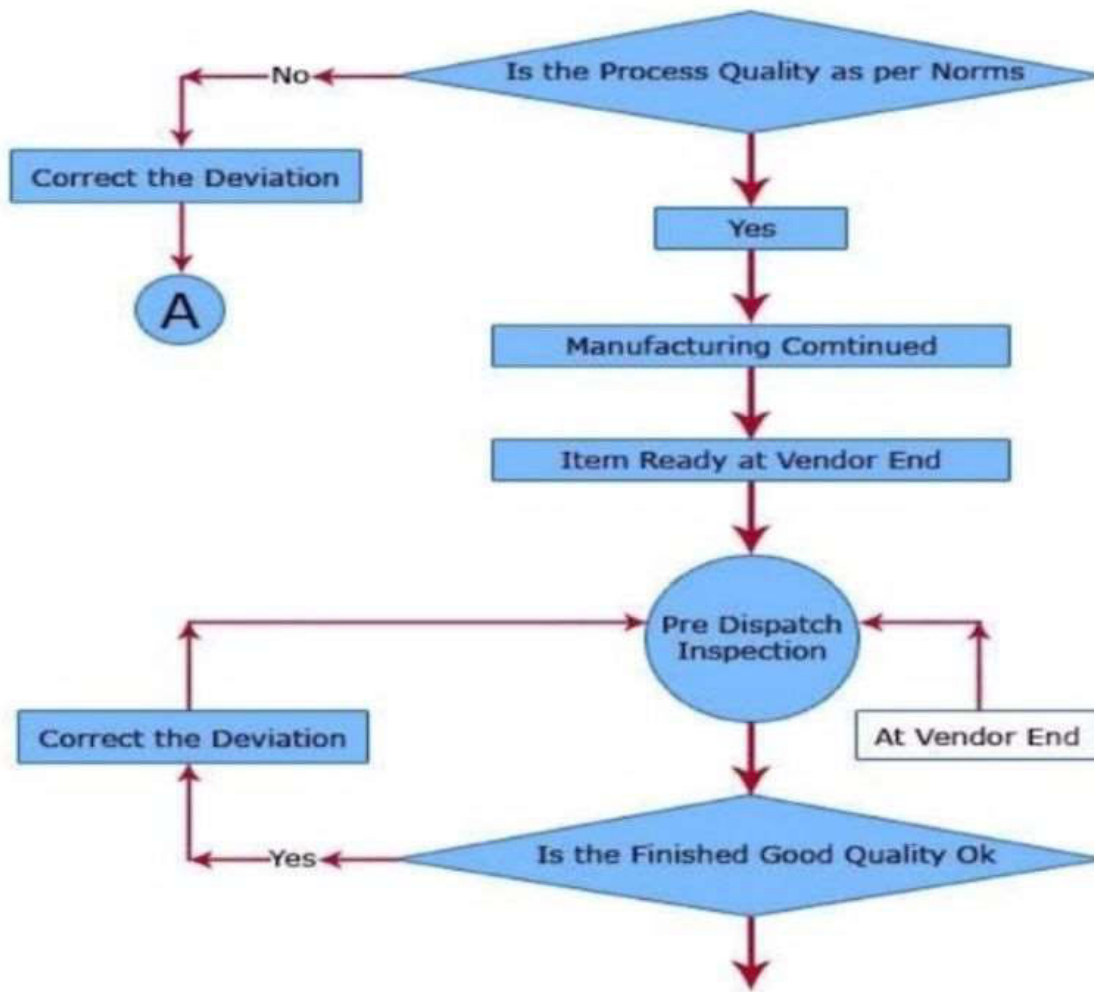 Is the Process Quality as per Norms
No
Correct the Deviation
Yes
A
Manufacturing Comtinued
Item Ready at Vendor End
Pre Dispatch
Inspection
Correct the Deviation
At Vendor End
Is the Finished Good Quality Ok
Yes